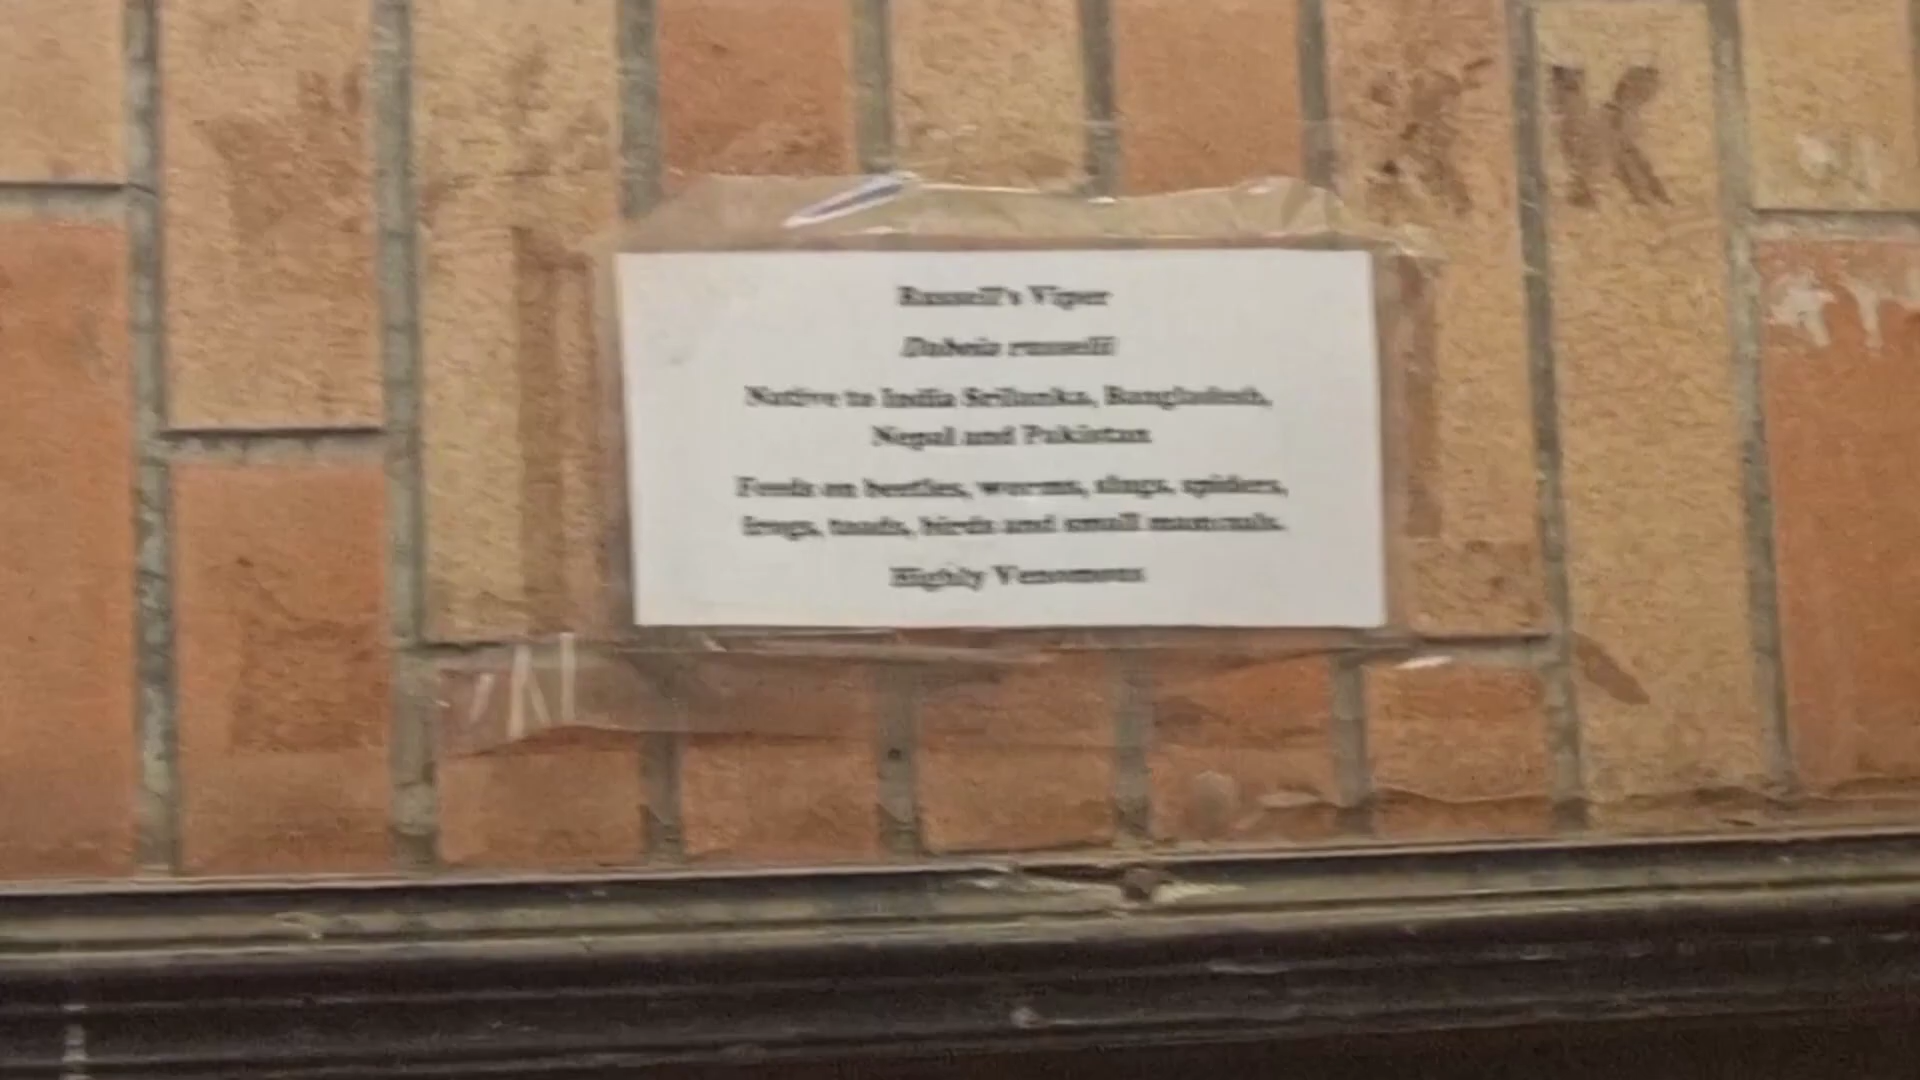 Russell's Viper
Daboia russelii
Native to India Srilanka, Bangladesh,
Nepal and Pakistan
Feeds on beetles, worms, slugs, spiders,
frogs, toads, birds and small mammals.
Highly Venomous
K